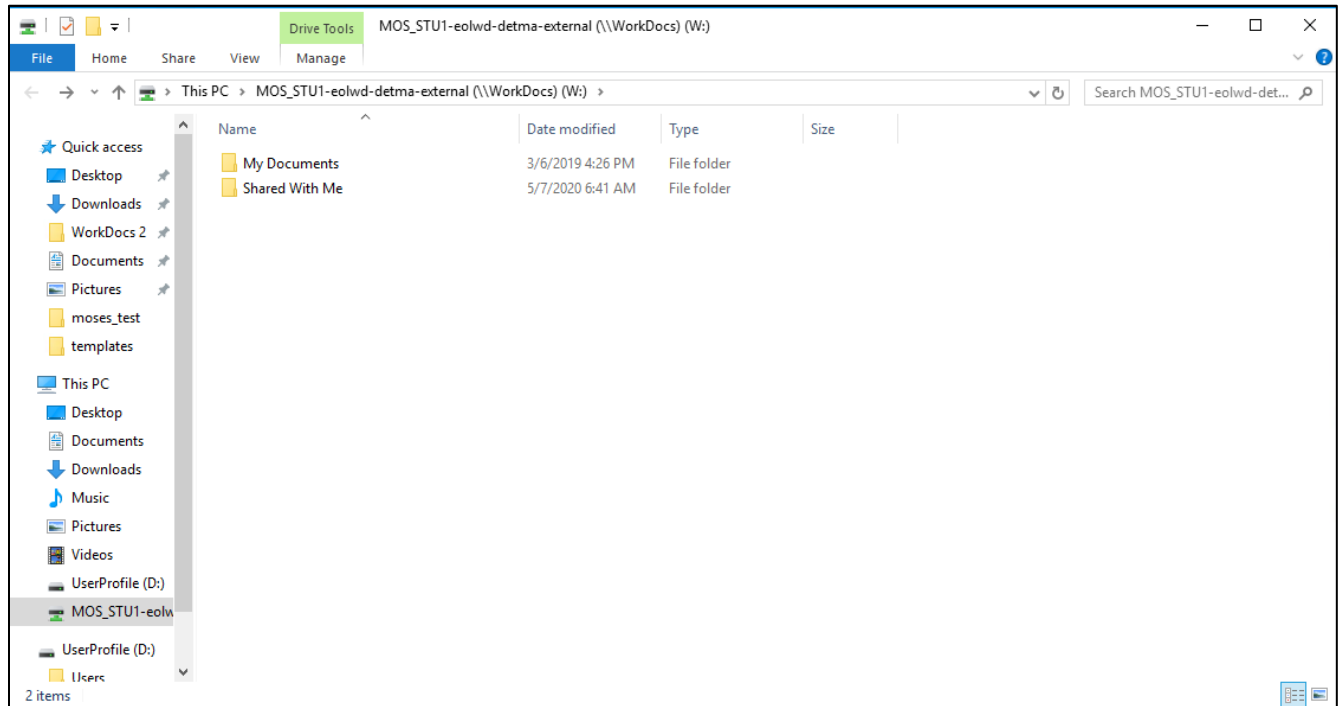 Drive Tools MOS_STU1-eolwd-detma-external (\\WorkDocs) (W:)
File Home Share View Manage
This PC > MOS_STU1-eolwd-detma-external (\\WorkDocs) (W:) > Search MOS_STU1-eolwd-det...
Name Date modified Type Size
My Documents 3/6/2019 4:26 PM File folder
Shared With Me 5/7/2020 6:41 AM File folder
Quick access
Desktop
Downloads
WorkDocs 2
Documents
Pictures
moses_test
templates
This PC
Desktop
Documents
Downloads
Music
Pictures
Videos
UserProfile (D:)
MOS_STU1-eolw
UserProfile (D:)
Users
2 items